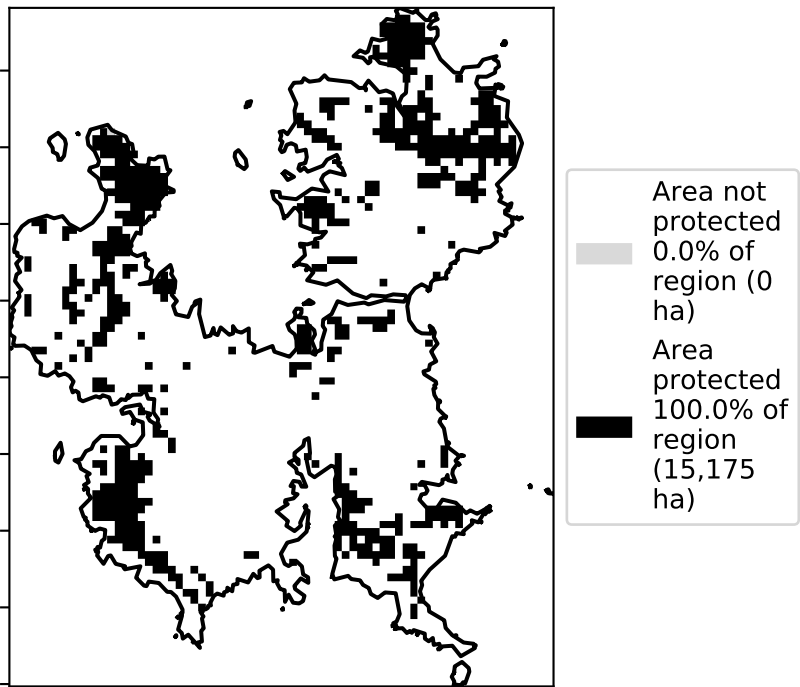 Area not
protected
0.0% of
region (0
ha)
Area
protected
100.0% of
region
(15,175
ha)